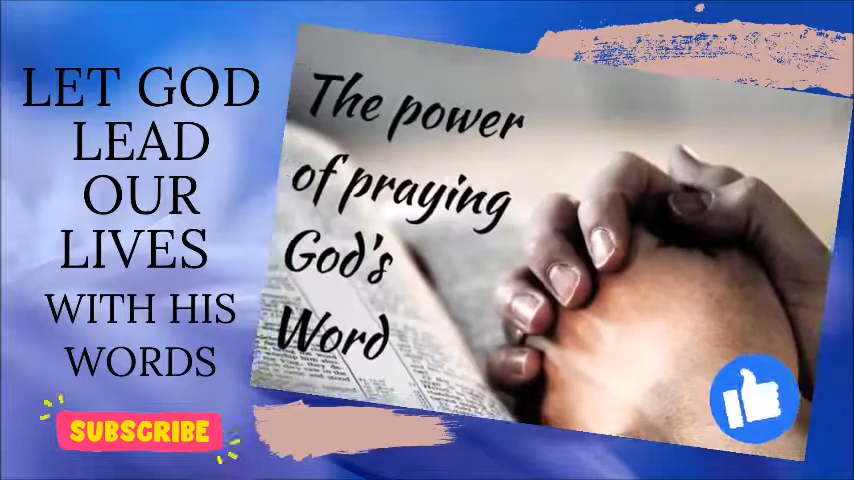 LET GOD
LEAD
OUR
LIVES
WITH HIS
WORDS
SUBSCRIBE
The power
of praying
God's
Word